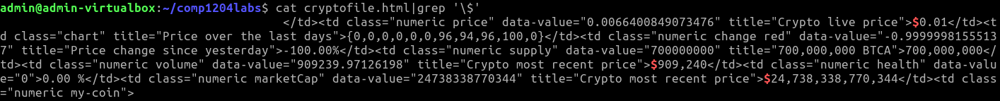 admin@admin-virtualbox:~/comp1204labs$ cat cryptofile.html|grep '\$'
</td><td class="numeric price" data-value="0.0066400849073476" title="Crypto live price">$0.01</td><t
d class="chart" title="Price over the last days">{0,0,0,0,0,0,96,94,96,100,0}</td><td class="numeric change red" data-value="-0.9999998155513
7" title="Price change since yesterday">-100.00%</td><td class="numeric supply" data-value="700000000" title="700,000,000 BTCA">700,000,000</
td><td class="numeric volume" data-value="909239.97126198" title="Crypto most recent price">$909,240</td><td class="numeric health" data-valu
e="0">0.00 %</td><td class="numeric marketCap" data-value="24738338770344" title="Crypto most recent price">$24,738,338,770,344</td><td class
="numeric my-coin">